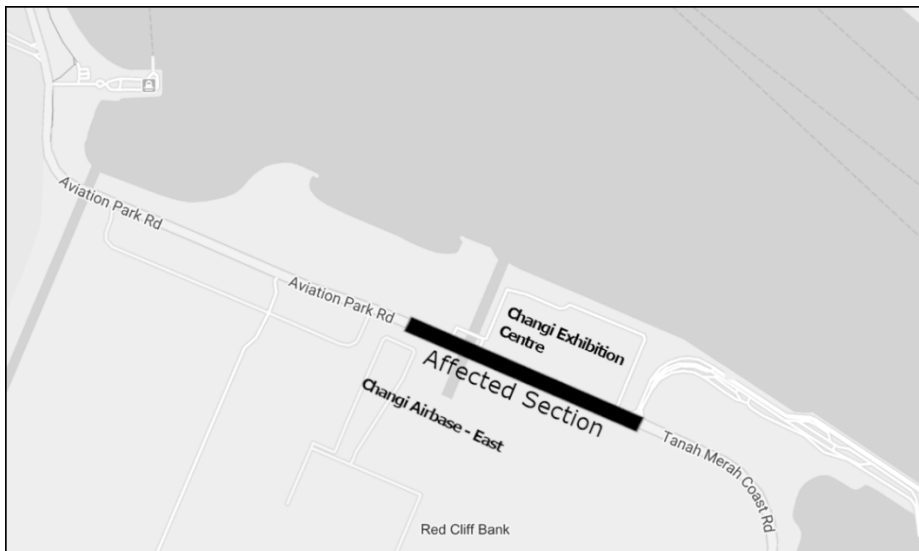 Aviation Park Rd
Aviation Park Rd
Changi Exhibition
Centre
Affected Section
Changi Airbase - East
Tanah Merah Coast Rd
Red Cliff Bank